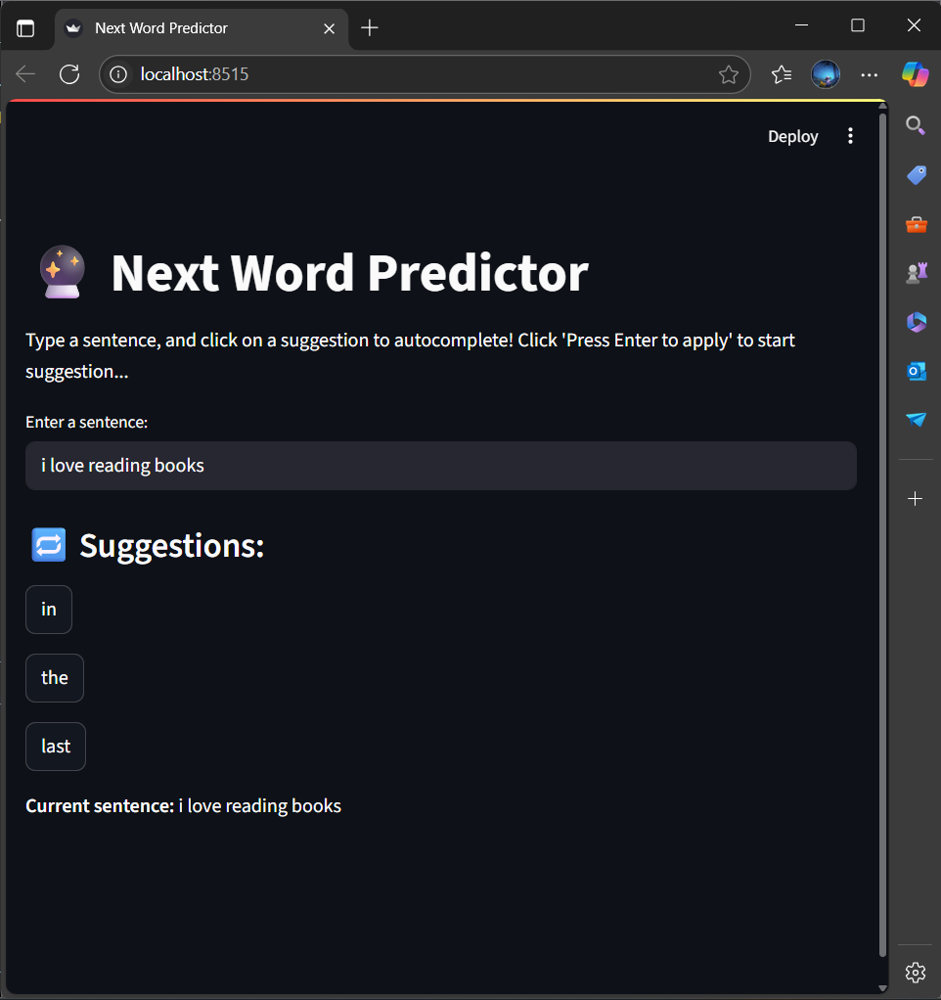 Next Word Predictor
localhost:8515
Deploy
Next Word Predictor
Type a sentence, and click on a suggestion to autocomplete! Click 'Press Enter to apply' to start
suggestion...
Enter a sentence:
i love reading books
Suggestions:
in
the
last
Current sentence: i love reading books